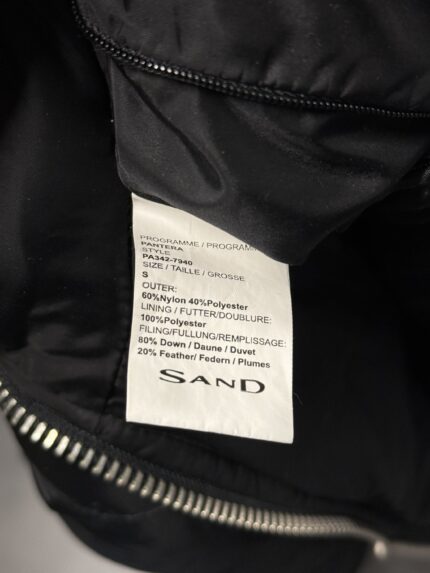 PROGRAMME / PROGRAM
PANTERA
STYLE
PA342-7940
SIZE / TAILLE / GROSSE
S
OUTER:
60%Nylon 40%Polyester
LINING / FUTTER/DOUBLURE:
100%Polyester
FILING/FULLUNG/REMPLISSAGE:
80% Down / Daune / Duvet
20% Feather/ Federn / Plumes
SAND